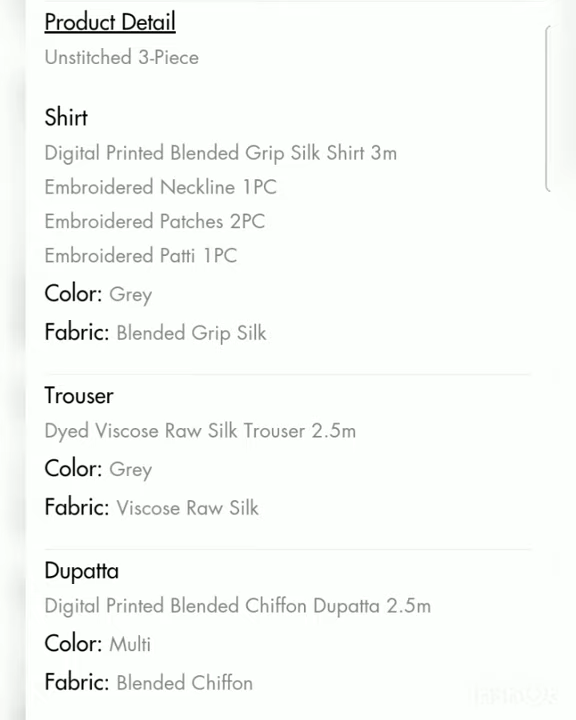 Product Detail
Unstitched 3-Piece
Shirt
Digital Printed Blended Grip Silk Shirt 3m
Embroidered Neckline 1PC
Embroidered Patches 2PC
Embroidered Patti 1PC
Color: Grey
Fabric: Blended Grip Silk
Trouser
Dyed Viscose Raw Silk Trouser 2.5m
Color: Grey
Fabric: Viscose Raw Silk
Dupatta
Digital Printed Blended Chiffon Dupatta 2.5m
Color: Multi
Fabric: Blended Chiffon